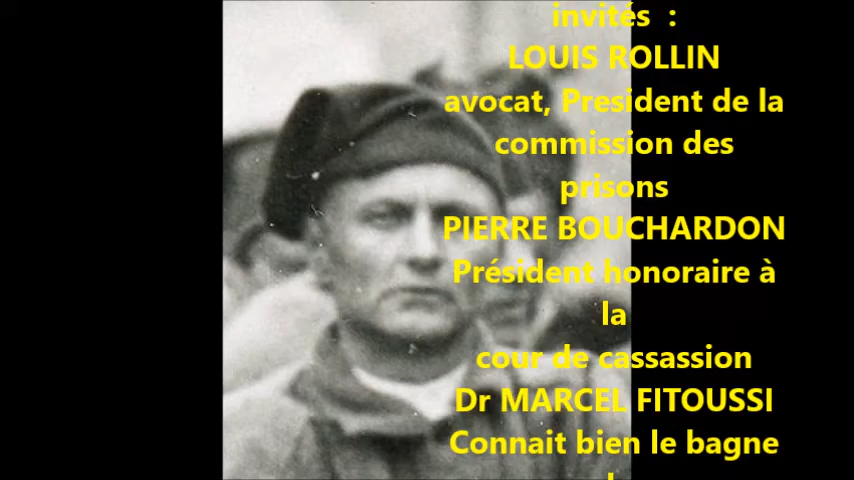 invités :
LOUIS ROLLIN
avocat, President de la
commission des
prisons
PIERRE BOUCHARDON
Président honoraire à
la
cour de cassassion
Dr MARCEL FITOUSSI
Connait bien le bagne